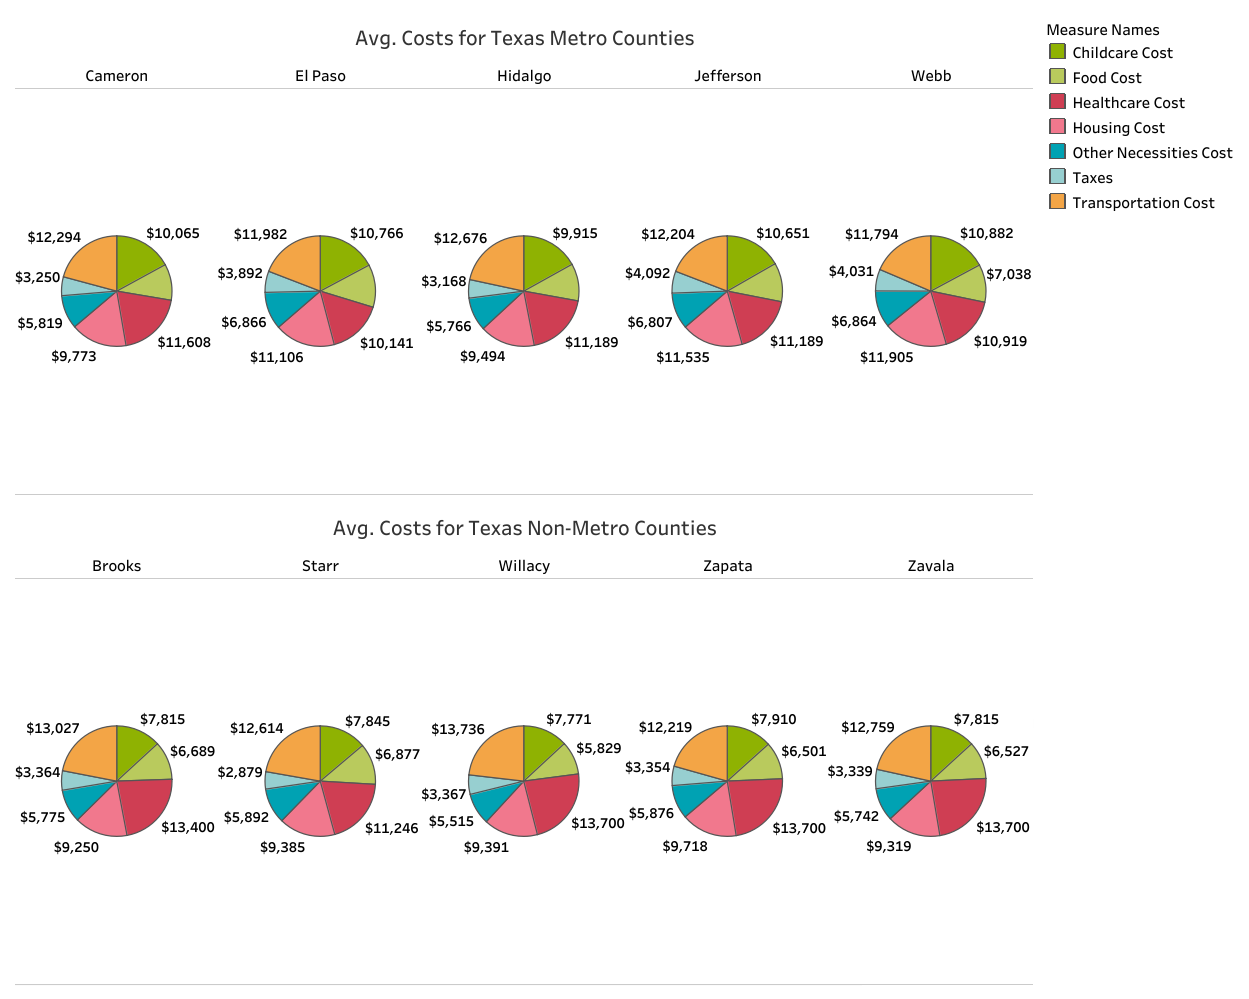 Avg. Costs for Texas Metro Counties
Cameron El Paso Hidalgo Jefferson Webb
Measure Names
Childcare Cost
Food Cost
Healthcare Cost
Housing Cost
Other Necessities Cost
Taxes
Transportation Cost
$12,294 $10,065 $11,982 $10,766 $12,676 $9,915 $12,204 $10,651 $11,794 $10,882
$3,250 $3,892 $3,168 $4,092 $4,031 $7,038
$5,819 $6,866 $5,766 $6,807 $6,864
$11,608 $10,141 $11,189 $11,189 $10,919
$9,773 $11,106 $9,494 $11,535 $11,905
Avg. Costs for Texas Non-Metro Counties
Brooks Starr Willacy Zapata Zavala
$13,027 $7,815 $12,614 $7,845 $13,736 $7,771 $12,219 $7,910 $12,759 $7,815
$6,689 $6,877 $5,829 $6,501 $6,527
$3,364 $2,879 $3,367 $3,354 $3,339
$5,775 $5,892 $5,515 $5,876 $5,742
$13,400 $11,246 $13,700 $13,700 $13,700
$9,250 $9,385 $9,391 $9,718 $9,319